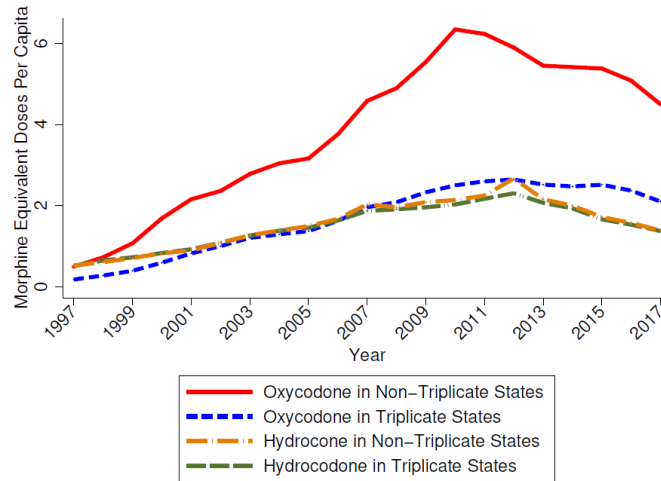 Morphine Equivalent Doses Per Capita
6
4
2
0
1997
1999
2001
2003
2005
2007
2009
2011
2013
2015
2017
Year
Oxycodone in Non−Triplicate States
Oxycodone in Triplicate States
Hydrocone in Non−Triplicate States
Hydrocodone in Triplicate States